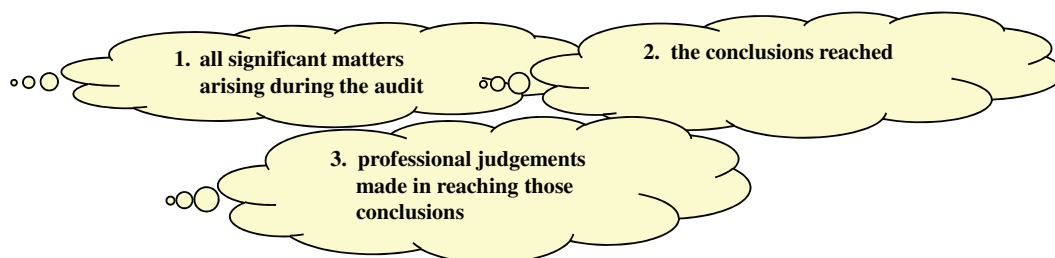 1. all significant matters
arising during the audit
2. the conclusions reached
3. professional judgements
made in reaching those
conclusions